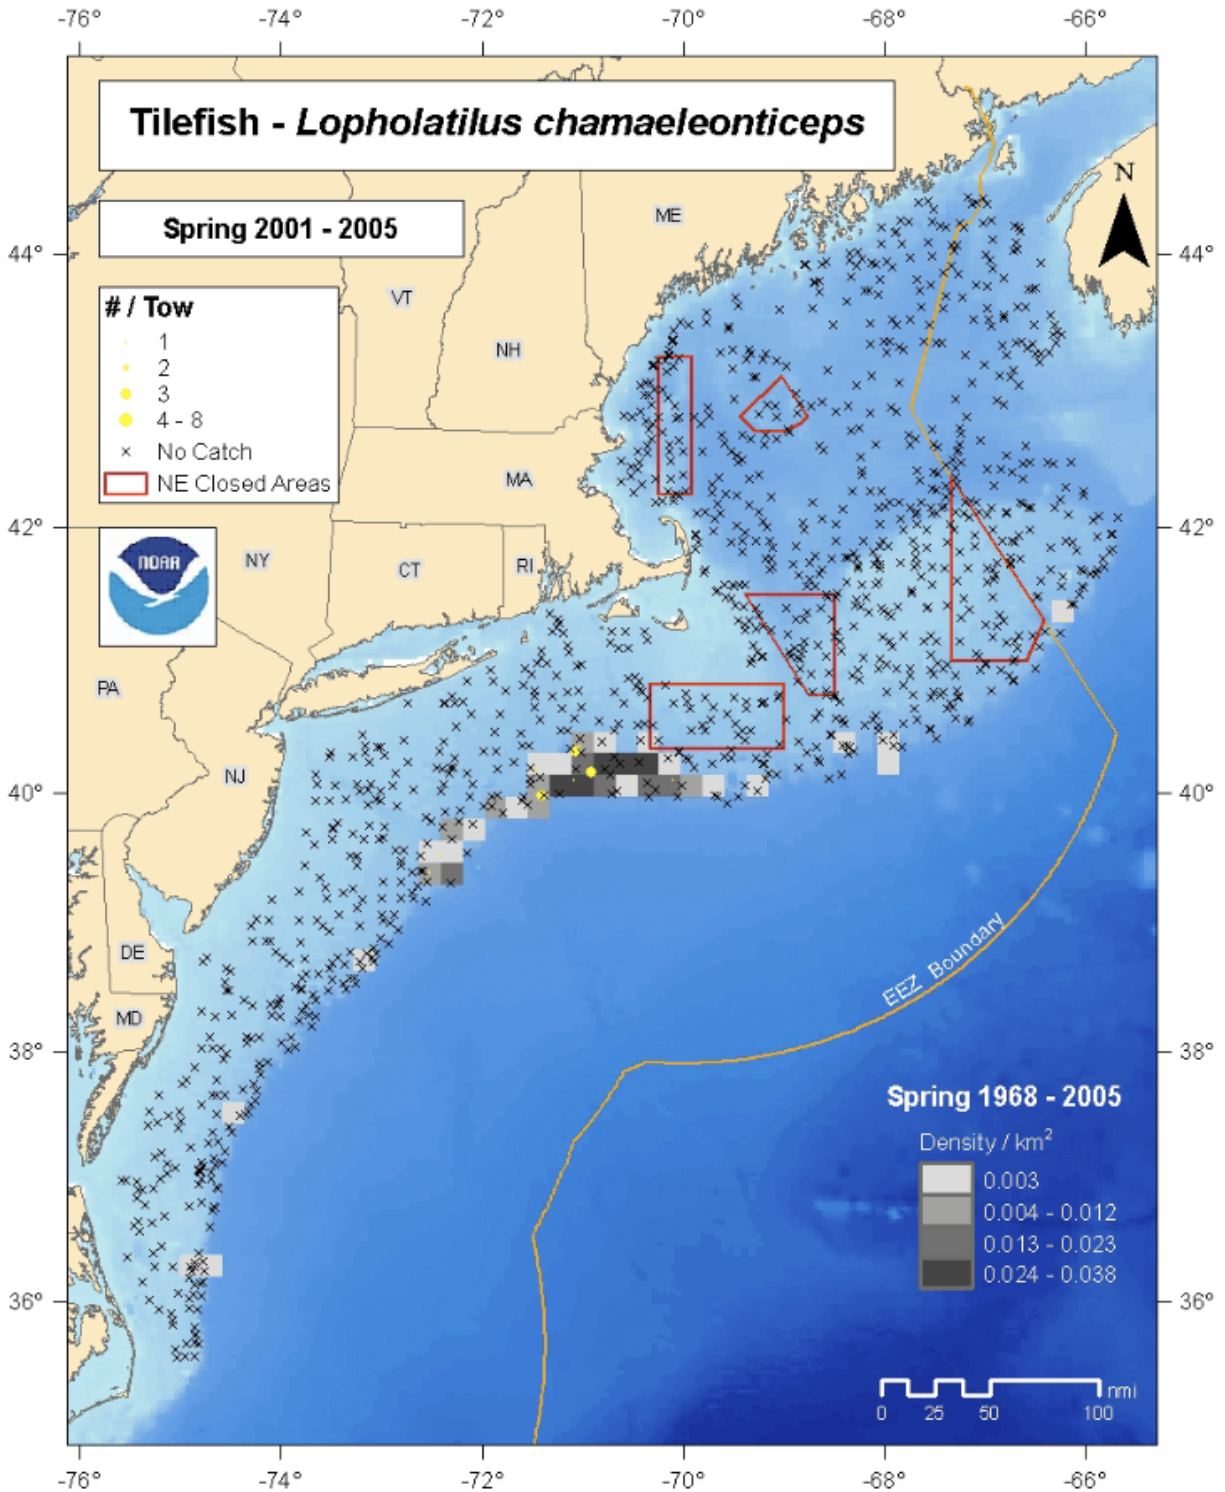 -76° -74° -72° -70° -68° -66°
Tilefish - Lopholatilus chamaeleonticeps
N
Spring 2001 - 2005
ME
44° 44°
# / Tow
1
2
3
4 - 8
No Catch
NE Closed Areas
VT
NH
MA
42° 42°
NOAA
NY
CT
RI
PA
NJ
40° 40°
DE
EEZ Boundary
MD
38° 38°
Spring 1968 - 2005
Density / km²
0.003
0.004 - 0.012
0.013 - 0.023
0.024 - 0.038
36° 36°
nmi
0 25 50 100
-76° -74° -72° -70° -68° -66°